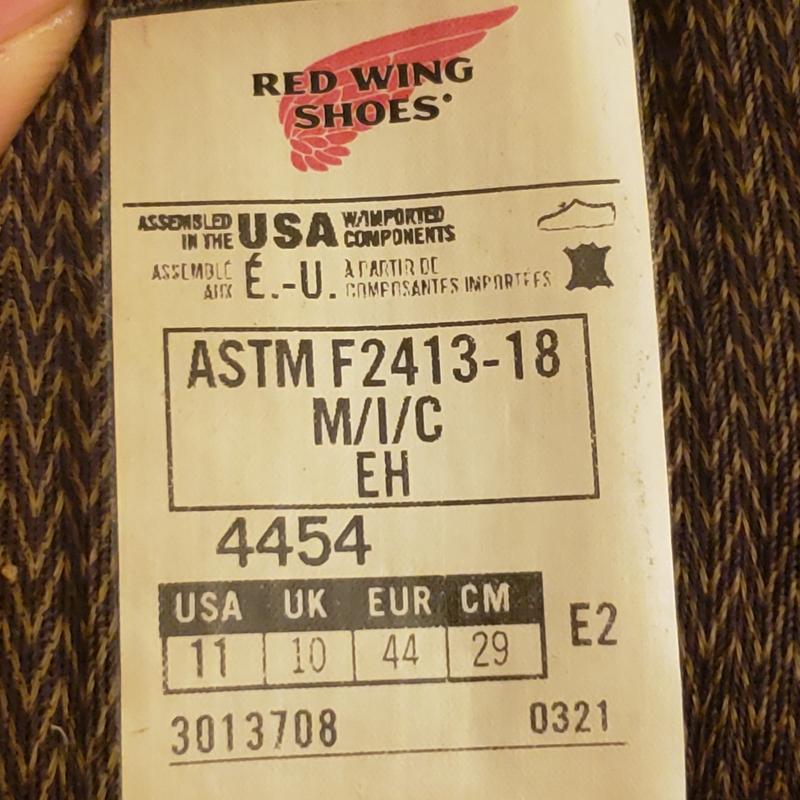 RED WING
SHOES
ASSEMBLED IN THE USA W/IMPORTED COMPONENTS
ASSEMBLÉ AUX É.-U. À PARTIR DE COMPOSANTES IMPORTÉES
ASTM F2413-18
M/I/C
EH
4454
USA UK EUR CM
11 10 44 29 E2
3013708 0321